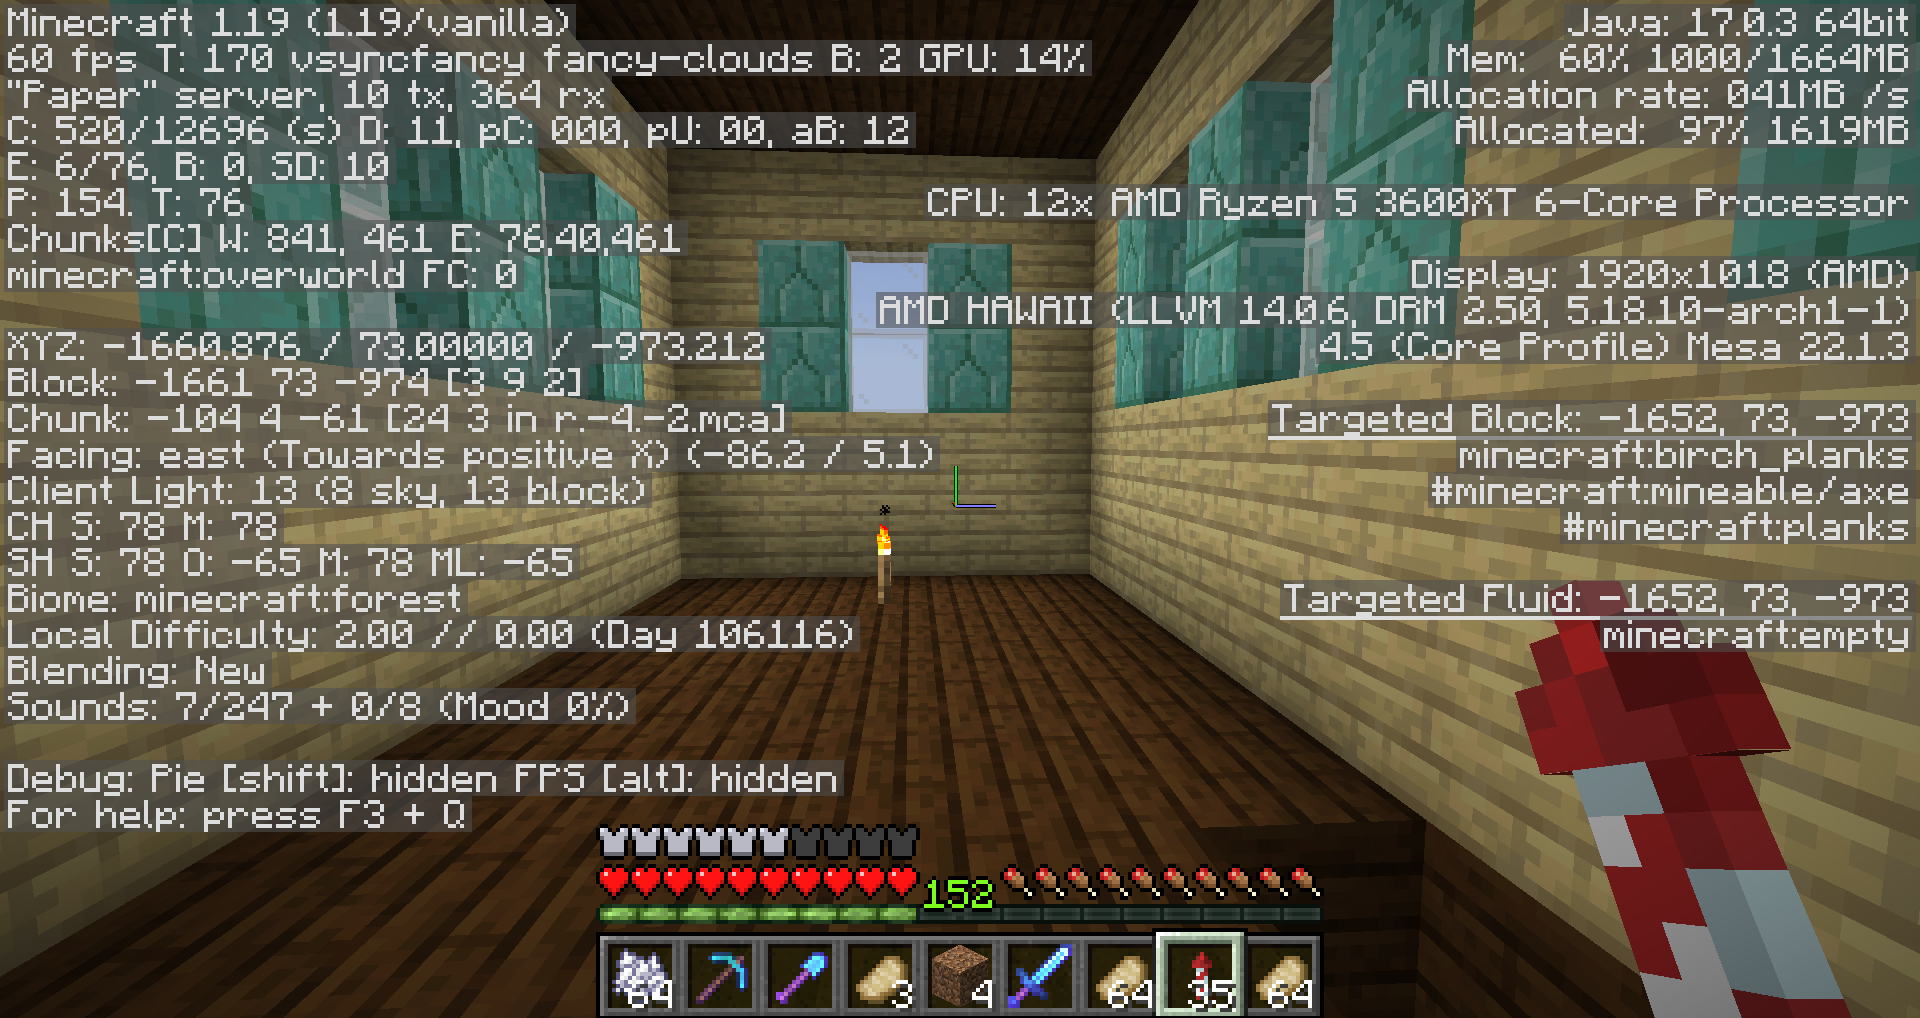 Minecraft 1.19 (1.19/vanilla)
60 fps T: 170 vsyncfancy fancy-clouds B: 2 GPU: 14%
"Paper" server, 10 tx, 364 rx
C: 520/12696 (s) D: 11, pC: 000, pU: 00, aB: 12
E: 6/76, B: 0, SD: 10
P: 154. T: 76
Chunks[C] W: 841, 461 E: 76,40,461
minecraft:overworld FC: 0
XYZ: -1660.876 / 73.00000 / -973.212
Block: -1661 73 -974 [3 9 2]
Chunk: -104 4 -61 [24 3 in r.-4.-2.mca]
Facing: east (Towards positive X) (-86.2 / 5.1)
Client Light: 13 (8 sky, 13 block)
CH S: 78 M: 78
SH S: 78 O: -65 M: 78 ML: -65
Biome: minecraft:forest
Local Difficulty: 2.00 // 0.00 (Day 106116)
Blending: New
Sounds: 7/247 + 0/8 (Mood 0%)
Debug: Pie [shift]: hidden FPS [alt]: hidden
For help: press F3 + Q
Java: 17.0.3 64bit
Mem: 60% 1000/1664MB
Allocation rate: 041MB /s
Allocated: 97% 1619MB
CPU: 12x AMD Ryzen 5 3600XT 6-Core Processor
Display: 1920x1018 (AMD)
AMD HAWAII (LLVM 14.0.6, DRM 2.50, 5.18.10-arch1-1)
4.5 (Core Profile) Mesa 22.1.3
Targeted Block: -1652, 73, -973
minecraft:birch_planks
#minecraft:mineable/axe
#minecraft:planks
Targeted Fluid: -1652, 73, -973
minecraft:empty
152
64 3 4 64 35 64